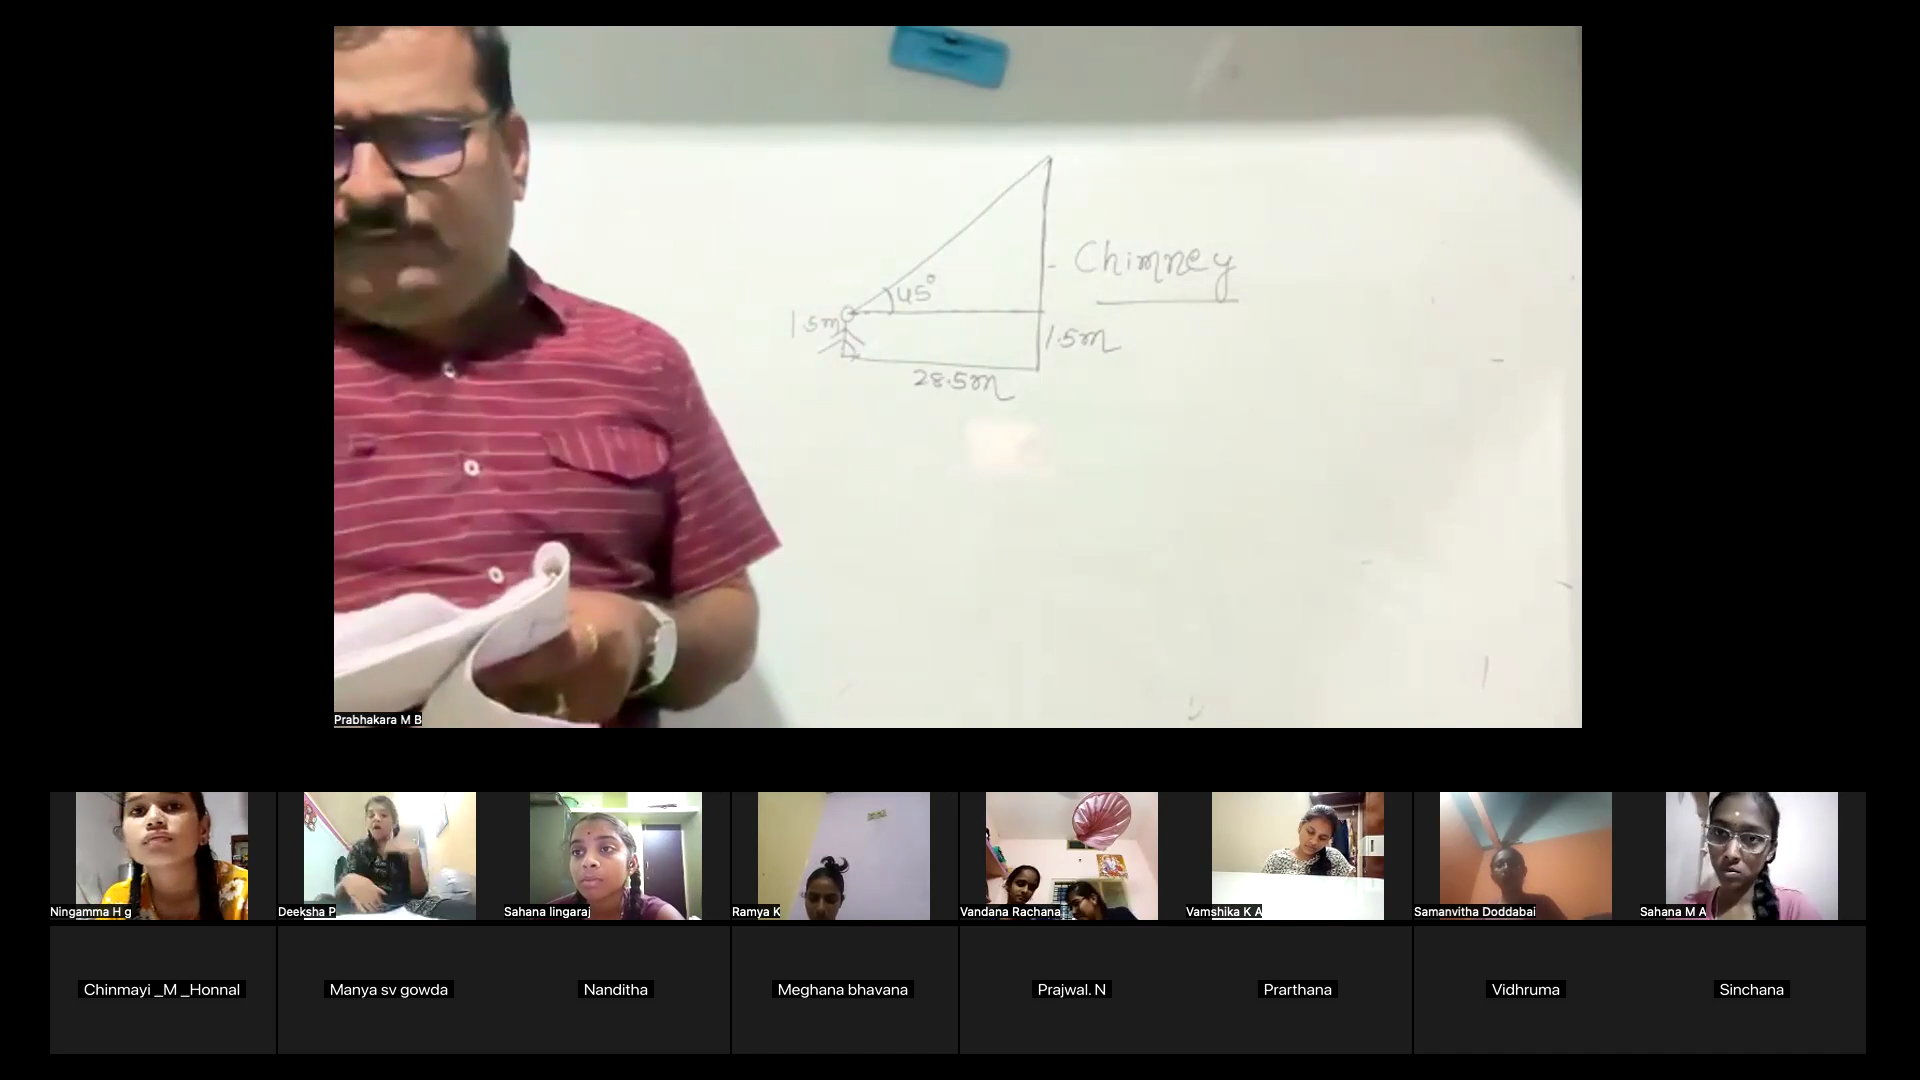 45°
Chimney
1.5m
1.5m
28.5m
Prabhakara M B
Ningamma H g
Deeksha P
Sahana lingaraj
Ramya K
Vandana Rachana
Vamshika K A
Samanvitha Doddabai
Sahana M A
Chinmayi _M _Honnal
Manya sv gowda
Nanditha
Meghana bhavana
Prajwal. N
Prarthana
Vidhruma
Sinchana